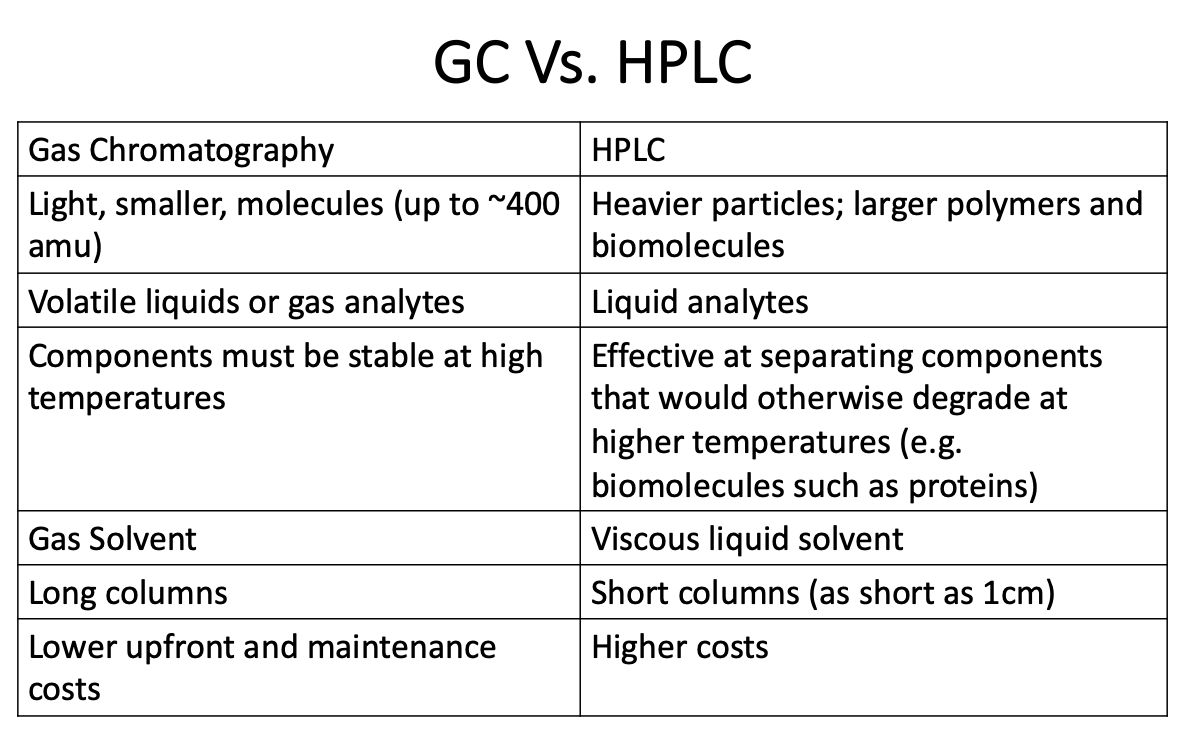 GC Vs. HPLC
Gas Chromatography
HPLC
Light, smaller, molecules (up to ~400
amu)
Heavier particles; larger polymers and
biomolecules
Volatile liquids or gas analytes
Liquid analytes
Components must be stable at high
temperatures
Effective at separating components
that would otherwise degrade at
higher temperatures (e.g.
biomolecules such as proteins)
Gas Solvent
Viscous liquid solvent
Long columns
Short columns (as short as 1cm)
Lower upfront and maintenance
costs
Higher costs